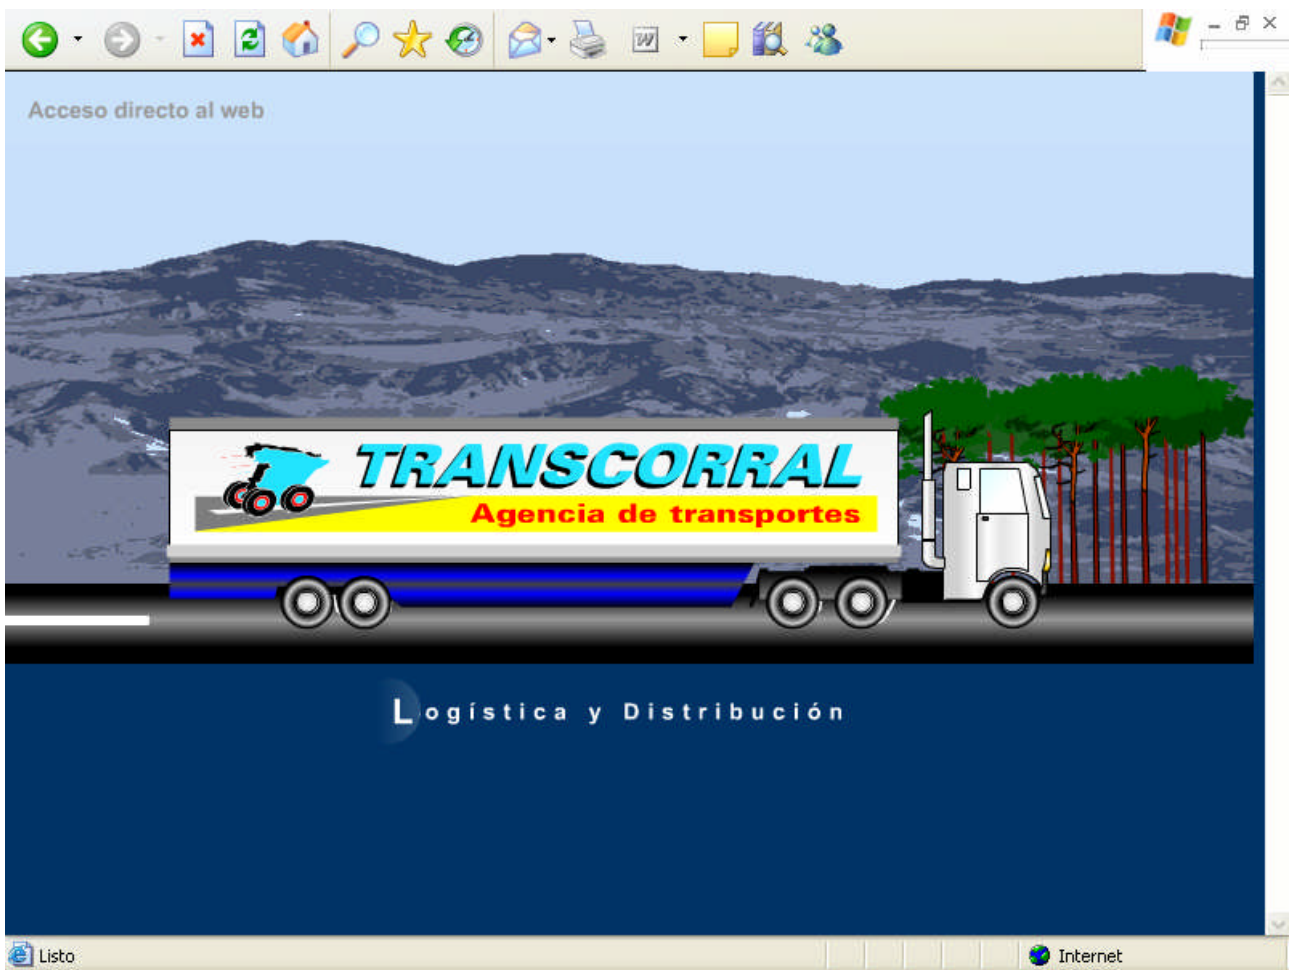 Acceso directo al web
TRANSCORRAL
Agencia de transportes
Logística y Distribución
Listo
Internet